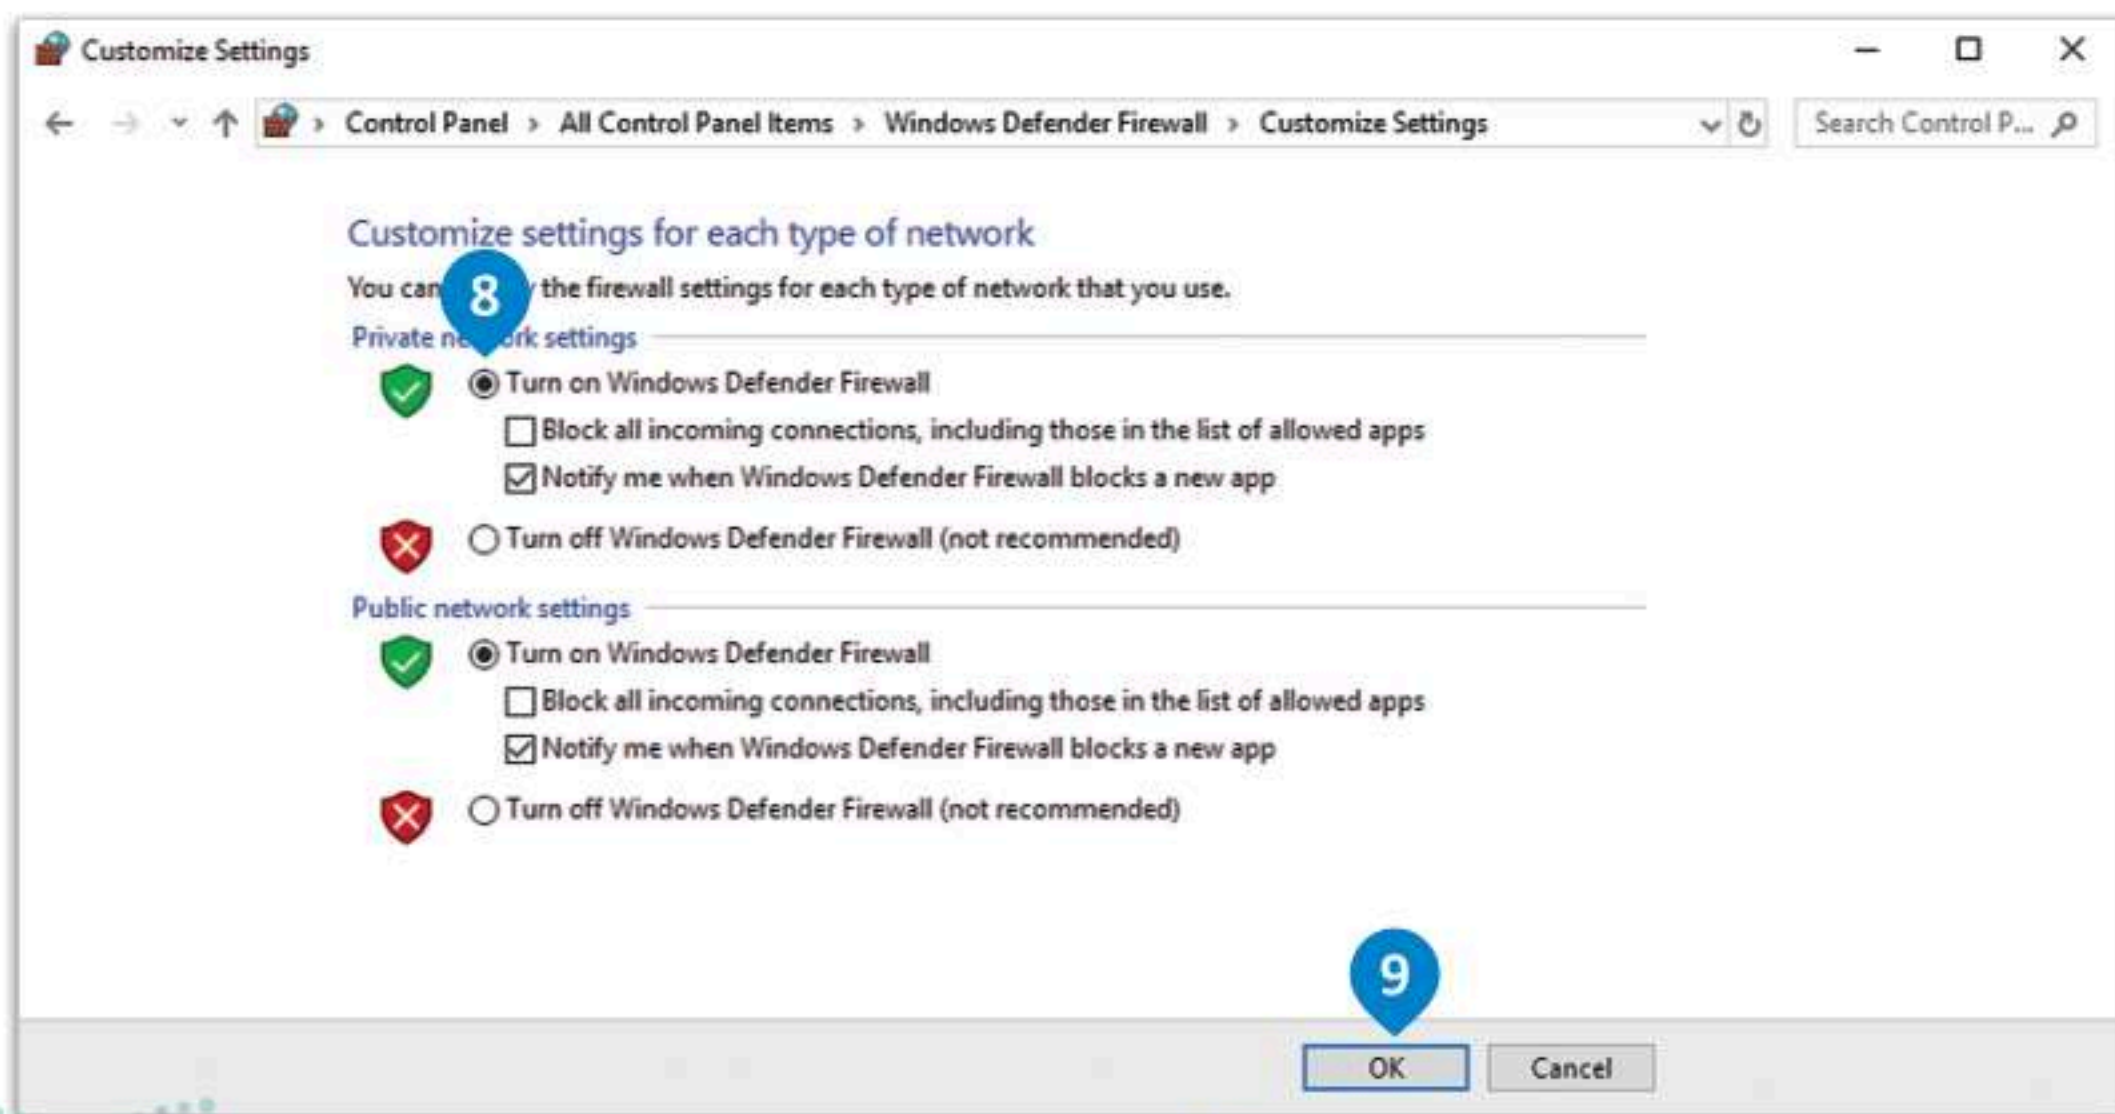 Customize Settings
Control Panel > All Control Panel Items > Windows Defender Firewall > Customize Settings
Search Control P...
Customize settings for each type of network
You can the firewall settings for each type of network that you use.
8
Private network settings
Turn on Windows Defender Firewall
Block all incoming connections, including those in the list of allowed apps
Notify me when Windows Defender Firewall blocks a new app
Turn off Windows Defender Firewall (not recommended)
Public network settings
Turn on Windows Defender Firewall
Block all incoming connections, including those in the list of allowed apps
Notify me when Windows Defender Firewall blocks a new app
Turn off Windows Defender Firewall (not recommended)
9
OK Cancel